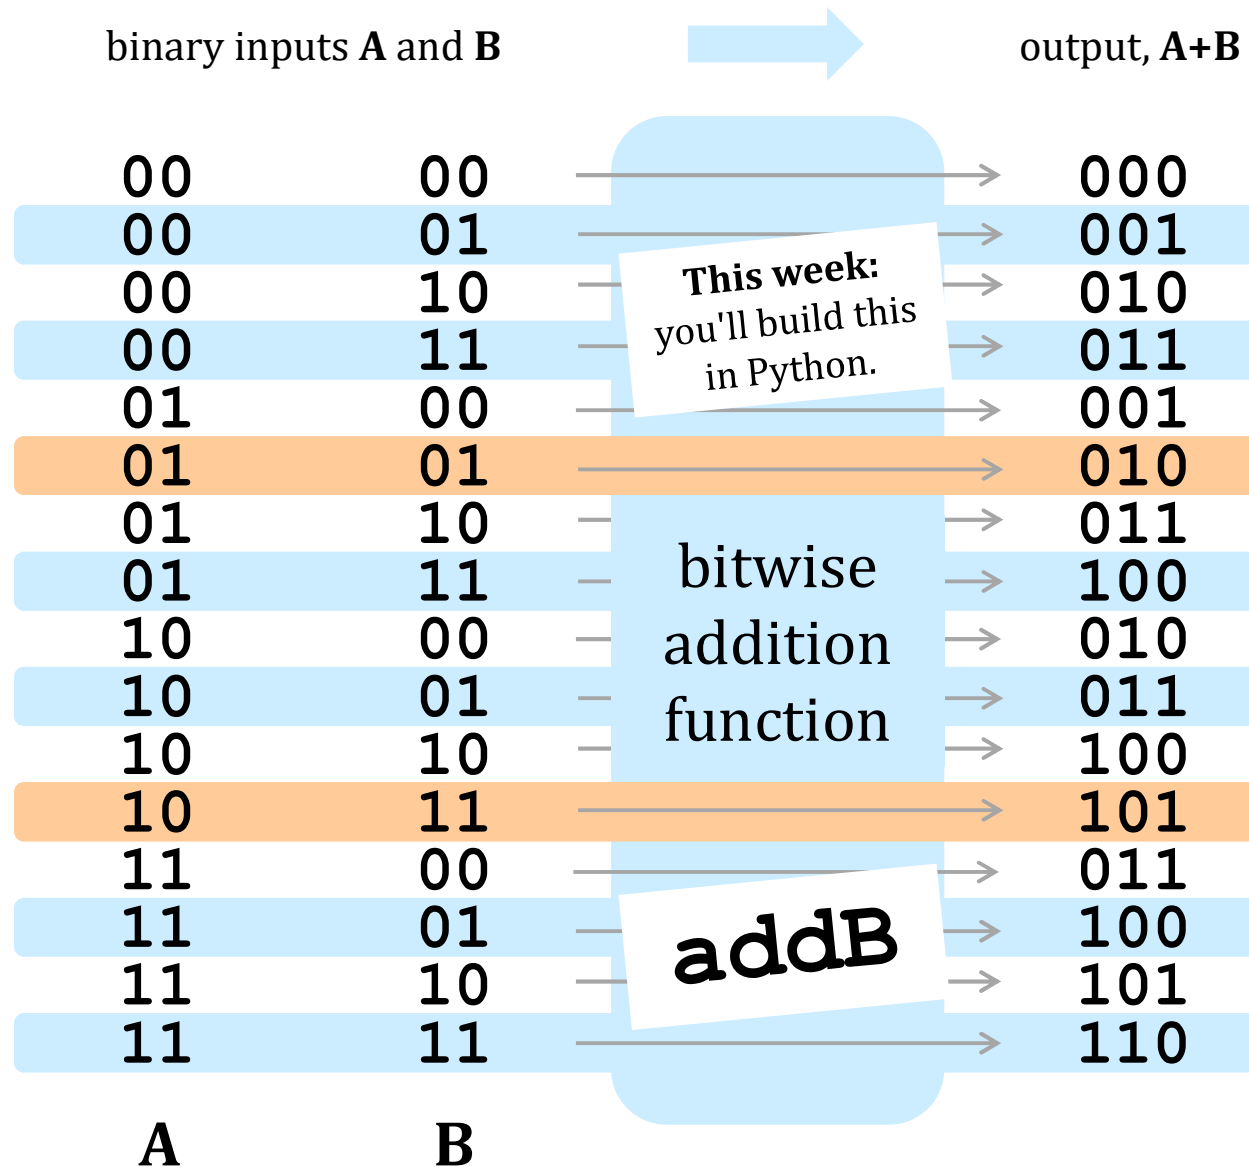 binary inputs A and B output, A+B
00 00 000
00 01 001
This week:
you'll build this
in Python.
00 10 010
00 11 011
01 00 001
01 01 010
01 10 011
01 11 100
bitwise
addition
function
10 00 010
10 01 011
10 10 100
10 11 101
11 00 011
addB
11 01 100
11 10 101
11 11 110
A B